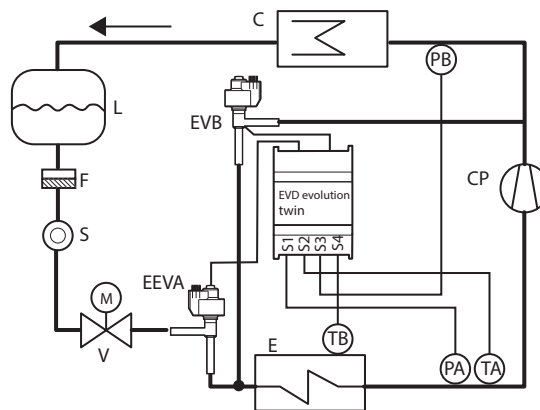 C
PB
EVB
L
CP
F
EVD evolution
twin
S1
S2
S3
S4
S
EEVA
M
TB
E
PA
TA
V